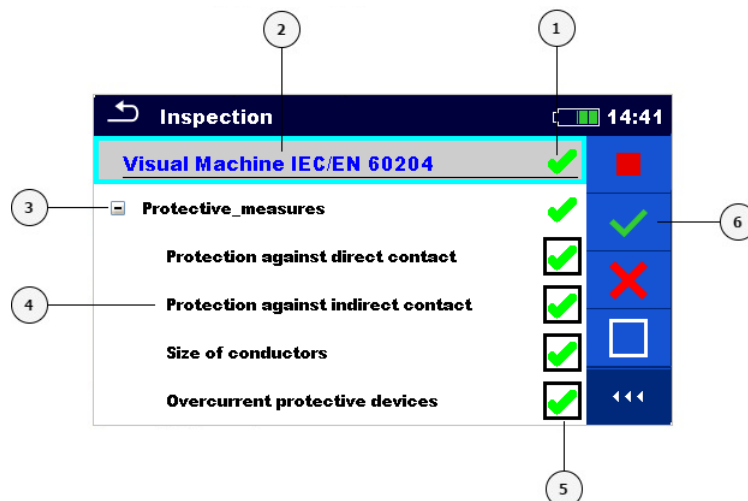 2
1
Inspection 14:41
Visual Machine IEC/EN 60204
3
Protective_measures
6
Protection against direct contact
4
Protection against indirect contact
Size of conductors
Overcurrent protective devices
5